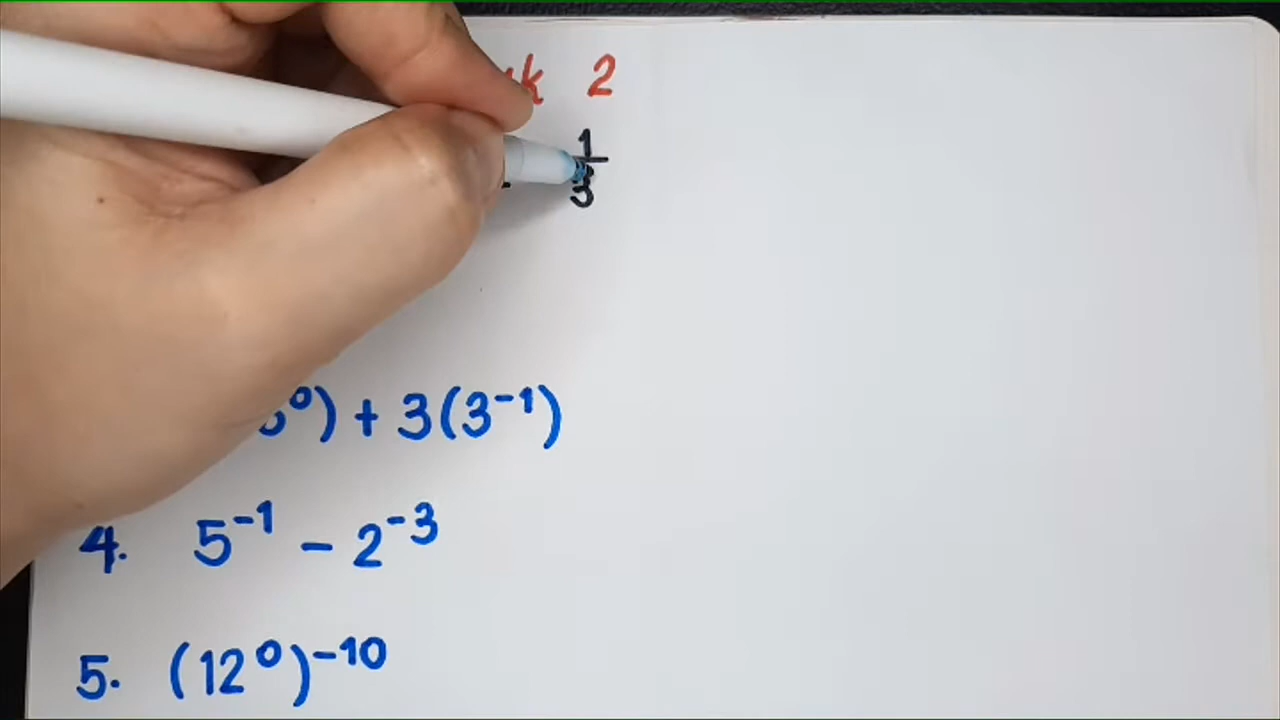 2
1
3
⁰) + 3(3⁻¹)
4. 5⁻¹ - 2⁻³
5. (12⁰)⁻¹⁰